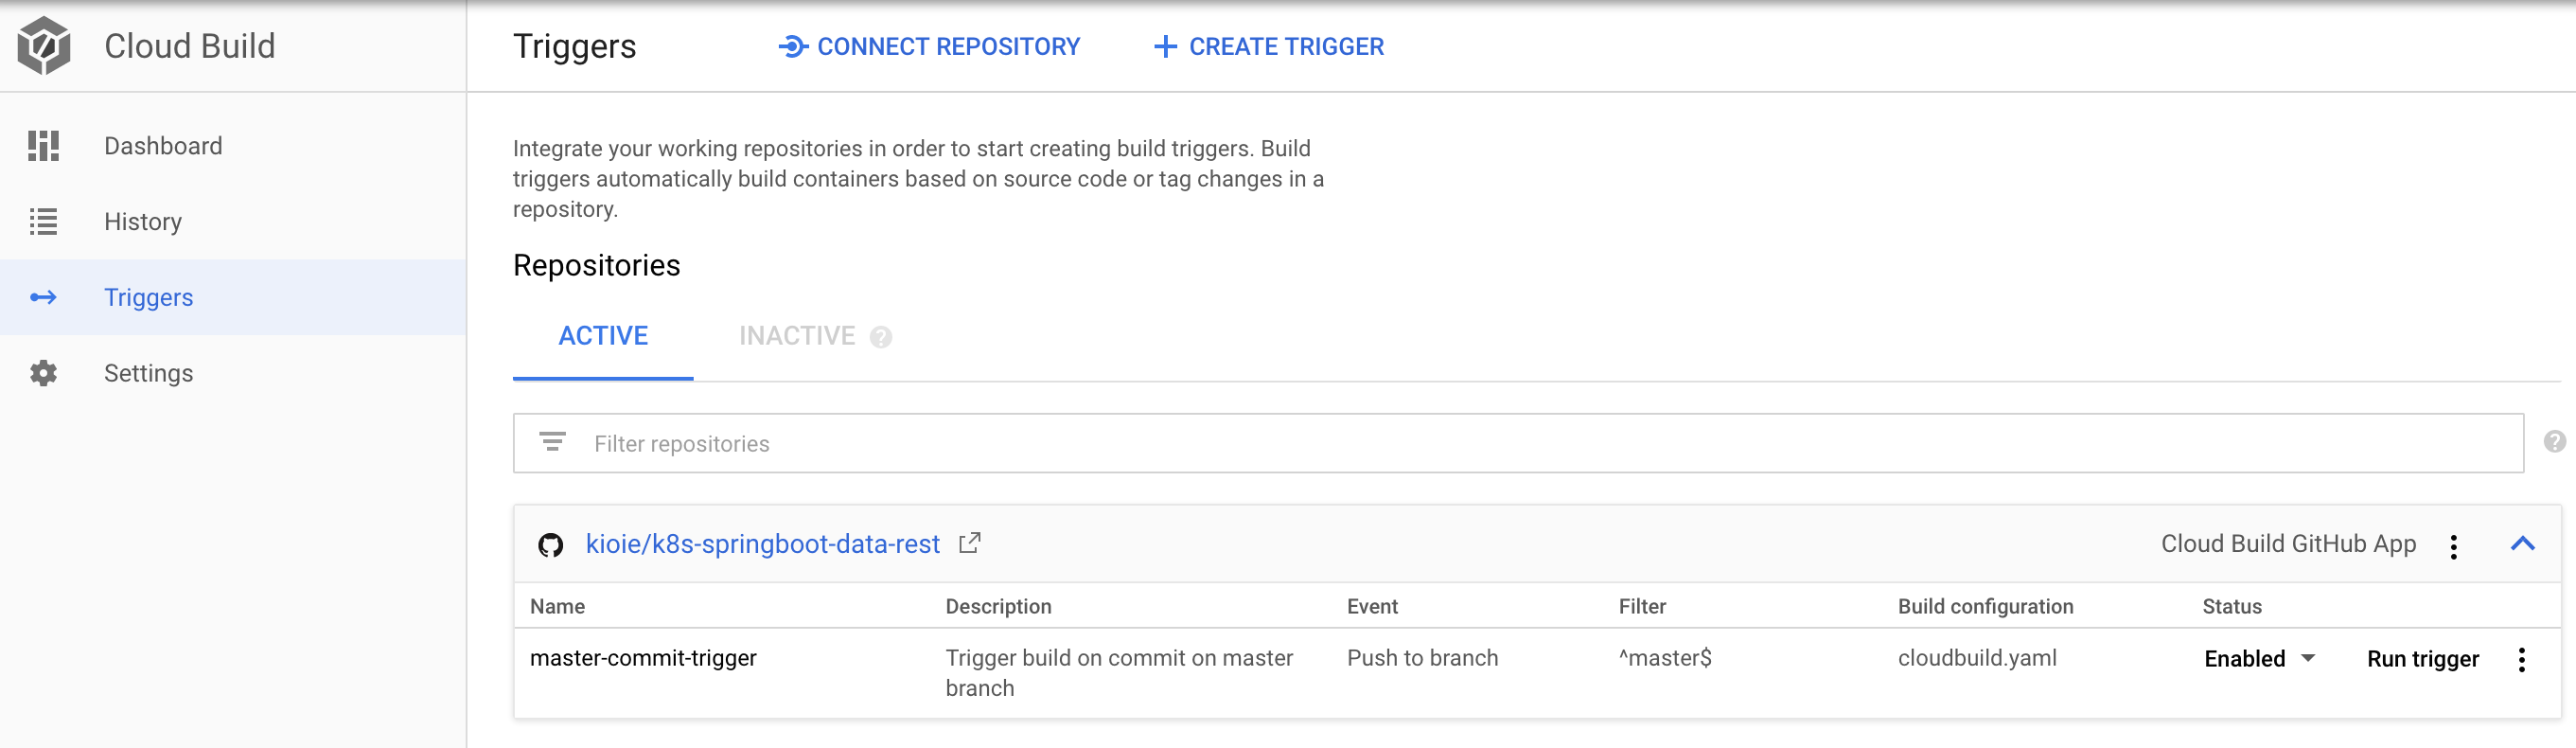 Cloud Build
Triggers
CONNECT REPOSITORY
CREATE TRIGGER
Dashboard
History
Triggers
Settings
Integrate your working repositories in order to start creating build triggers. Build
triggers automatically build containers based on source code or tag changes in a
repository.
Repositories
ACTIVE
INACTIVE
Filter repositories
kioie/k8s-springboot-data-rest
Cloud Build GitHub App
Name Description Event Filter Build configuration Status
master-commit-trigger Trigger build on commit on master Push to branch ^master$ cloudbuild.yaml Enabled Run trigger
branch